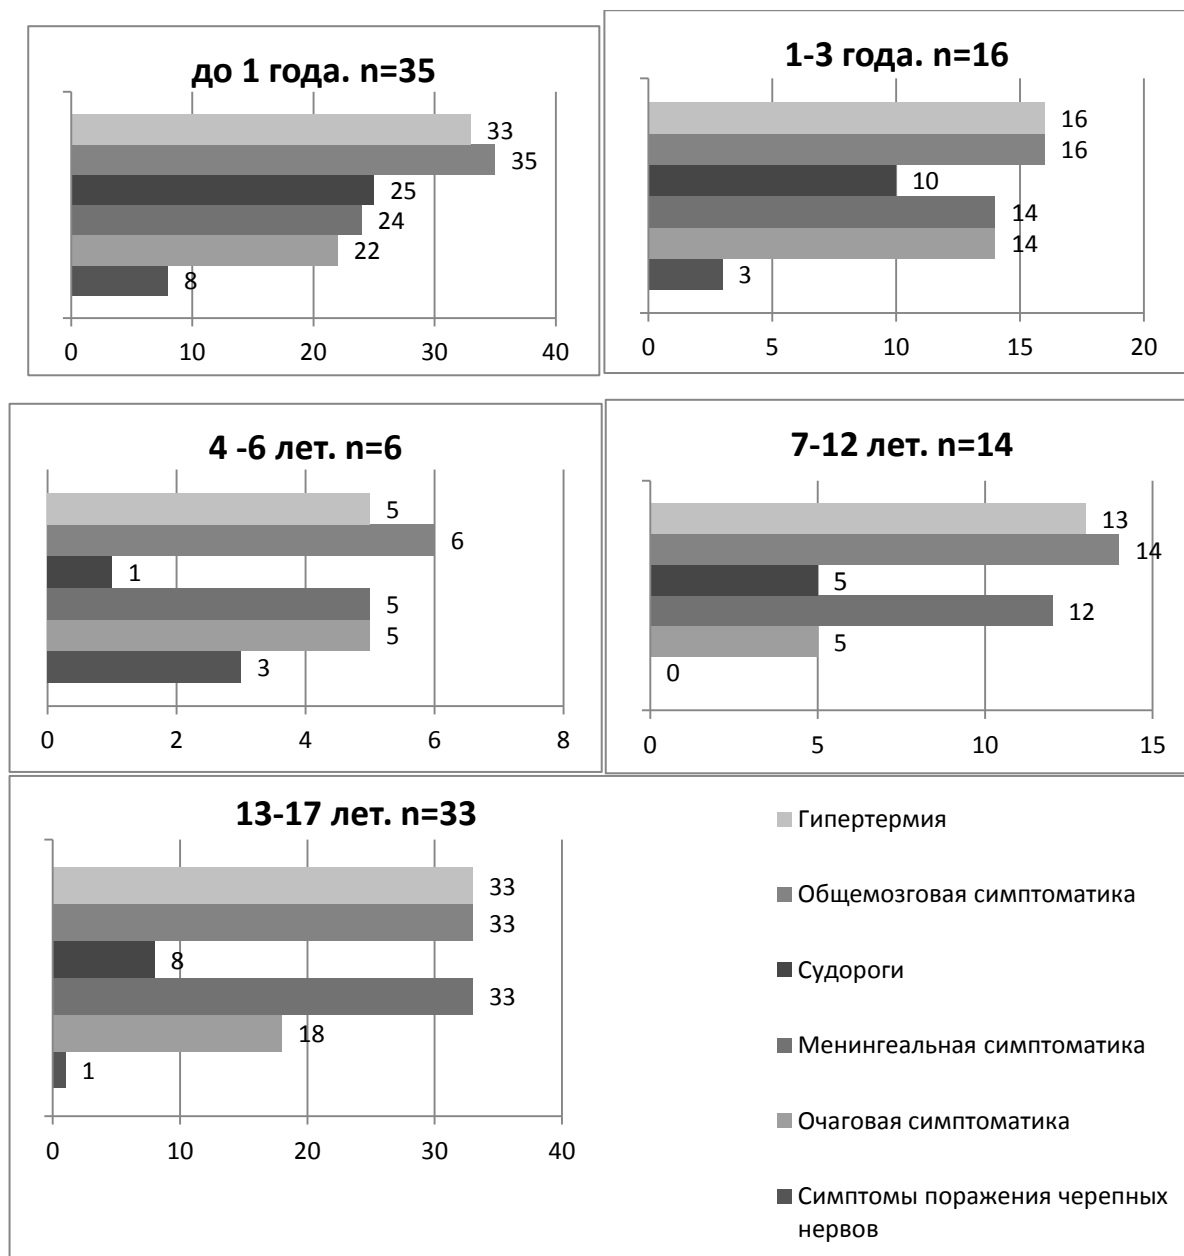 до 1 года. n=35
33
35
25
24
22
8
0 10 20 30 40
1-3 года. n=16
16
16
10
14
14
3
0 5 10 15 20
4 -6 лет. n=6
5
6
1
5
5
3
0 2 4 6 8
7-12 лет. n=14
13
14
5
12
5
0
0 5 10 15
13-17 лет. n=33
33
33
8
33
18
1
0 10 20 30 40
Гипертермия
Общемозговая симптоматика
Судороги
Менингеальная симптоматика
Очаговая симптоматика
Симптомы поражения черепных
нервов